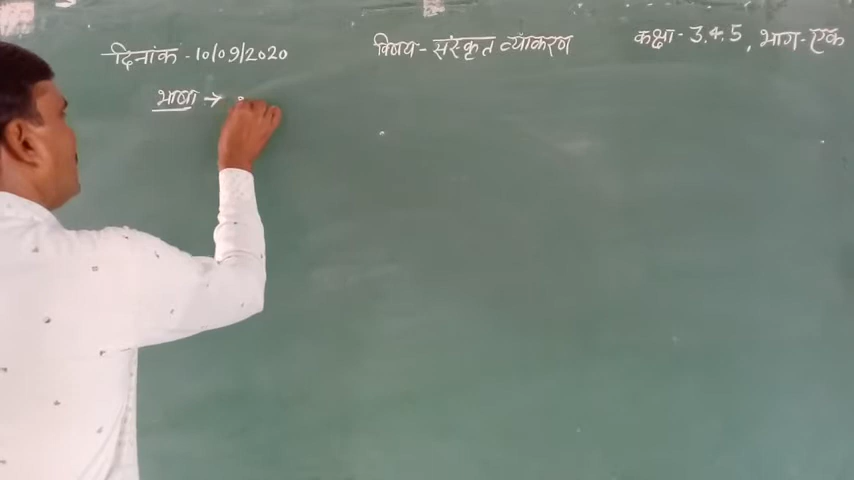 दिनांक - 10/09/2020 विषय - संस्कृत व्याकरण कक्षा - 3,4,5, भाग - एक
भाषा →